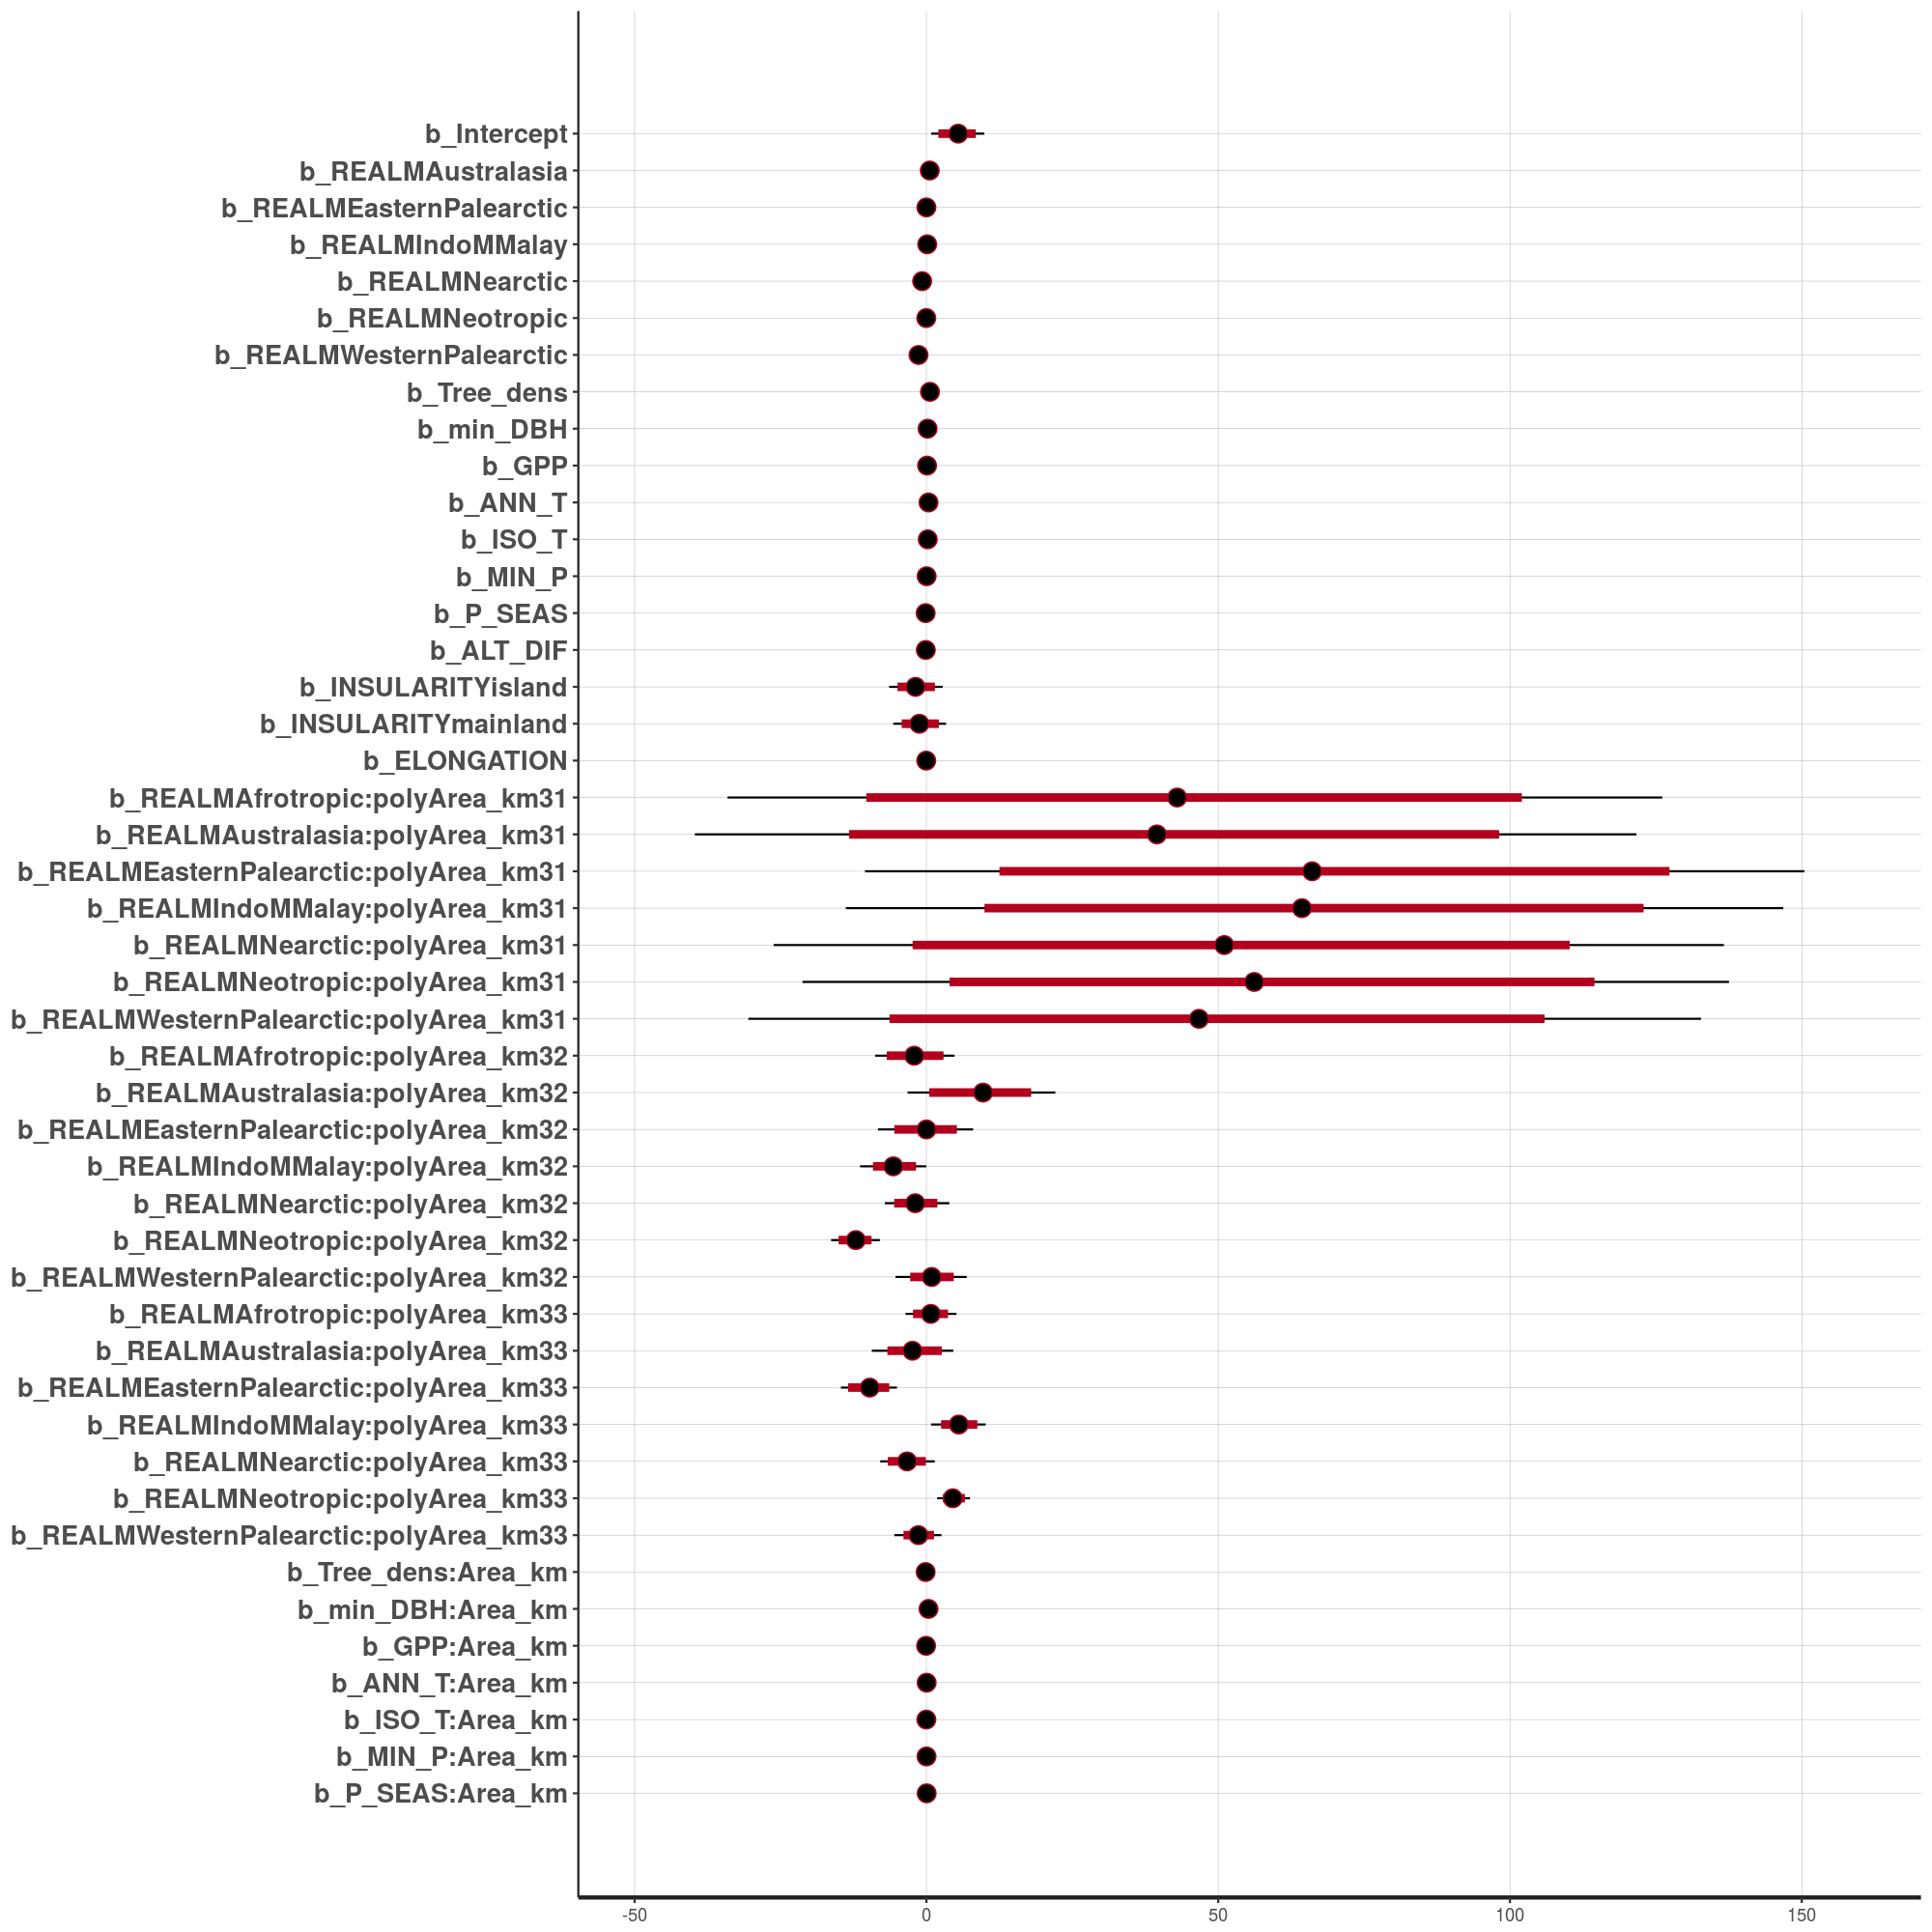 b_Intercept
b_REALMAustralasia
b_REALMEasternPalearctic
b_REALMIndoMMalay
b_REALMNearctic
b_REALMNeotropic
b_REALMWesternPalearctic
b_Tree_dens
b_min_DBH
b_GPP
b_ANN_T
b_ISO_T
b_MIN_P
b_P_SEAS
b_ALT_DIF
b_INSULARITYisland
b_INSULARITYmainland
b_ELONGATION
b_REALMAfrotropic:polyArea_km31
b_REALMAustralasia:polyArea_km31
b_REALMEasternPalearctic:polyArea_km31
b_REALMIndoMMalay:polyArea_km31
b_REALMNearctic:polyArea_km31
b_REALMNeotropic:polyArea_km31
b_REALMWesternPalearctic:polyArea_km31
b_REALMAfrotropic:polyArea_km32
b_REALMAustralasia:polyArea_km32
b_REALMEasternPalearctic:polyArea_km32
b_REALMIndoMMalay:polyArea_km32
b_REALMNearctic:polyArea_km32
b_REALMNeotropic:polyArea_km32
b_REALMWesternPalearctic:polyArea_km32
b_REALMAfrotropic:polyArea_km33
b_REALMAustralasia:polyArea_km33
b_REALMEasternPalearctic:polyArea_km33
b_REALMIndoMMalay:polyArea_km33
b_REALMNearctic:polyArea_km33
b_REALMNeotropic:polyArea_km33
b_REALMWesternPalearctic:polyArea_km33
b_Tree_dens:Area_km
b_min_DBH:Area_km
b_GPP:Area_km
b_ANN_T:Area_km
b_ISO_T:Area_km
b_MIN_P:Area_km
b_P_SEAS:Area_km
-50 0 50 100 150